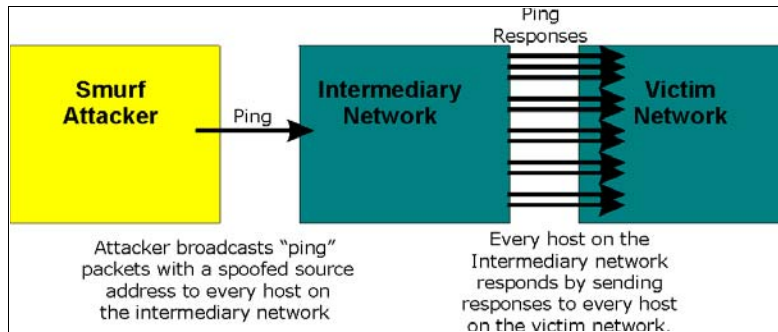 Ping
Responses
Smurf
Attacker
Ping
Intermediary
Network
Victim
Network
Attacker broadcasts “ping”
packets with a spoofed source
address to every host on
the intermediary network
Every host on the
Intermediary network
responds by sending
responses to every host
on the victim network.